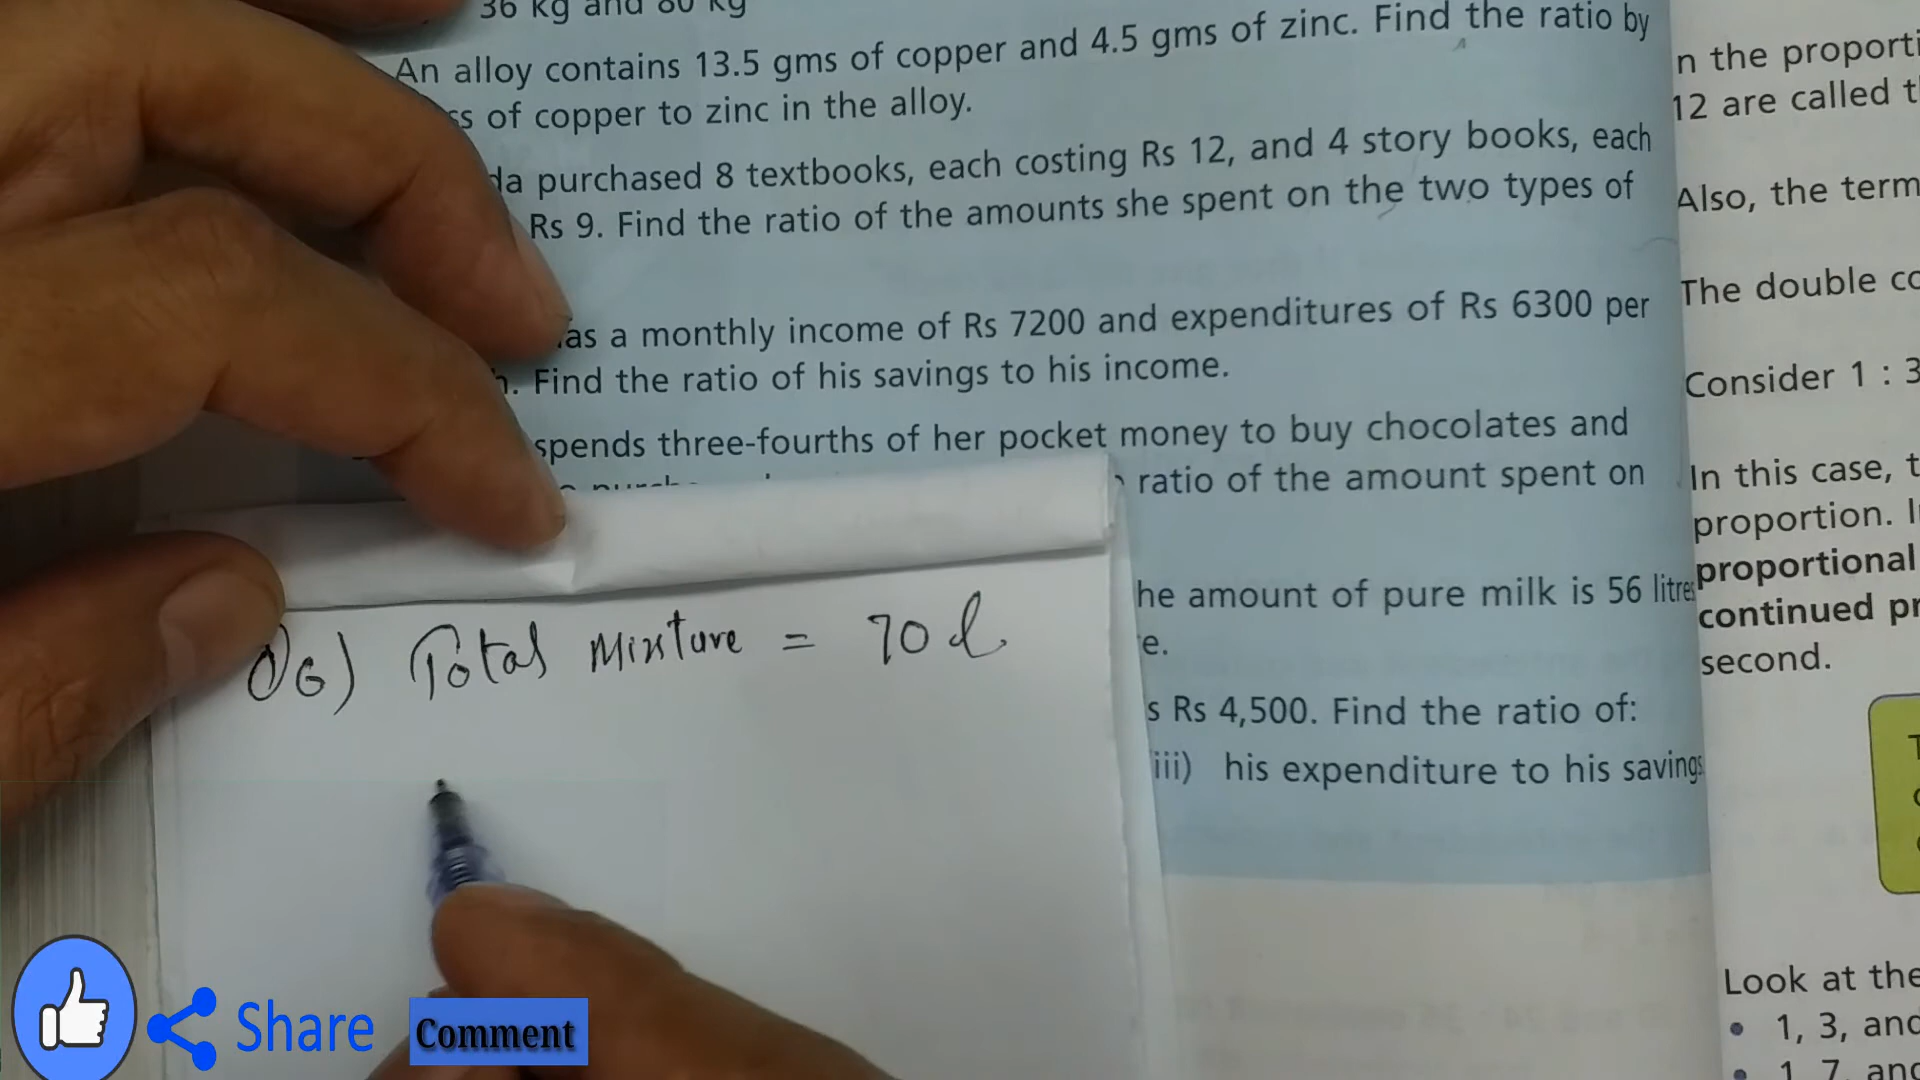 36 kg and 80 kg
An alloy contains 13.5 gms of copper and 4.5 gms of zinc. Find the ratio by
ss of copper to zinc in the alloy.
da purchased 8 textbooks, each costing Rs 12, and 4 story books, each
Rs 9. Find the ratio of the amounts she spent on the two types of
as a monthly income of Rs 7200 and expenditures of Rs 6300 per
. Find the ratio of his savings to his income.
spends three-fourths of her pocket money to buy chocolates and
ratio of the amount spent on
he amount of pure milk is 56 litres
e.
s Rs 4,500. Find the ratio of:
iii) his expenditure to his savings
06) Total Mixture = 70 l
n the proporti
12 are called t
Also, the term
The double co
Consider 1 : 3
In this case, t
proportion. I
proportional
continued pr
second.
Look at the
• 1, 3, and
• 1, 7, and
Share
Comment